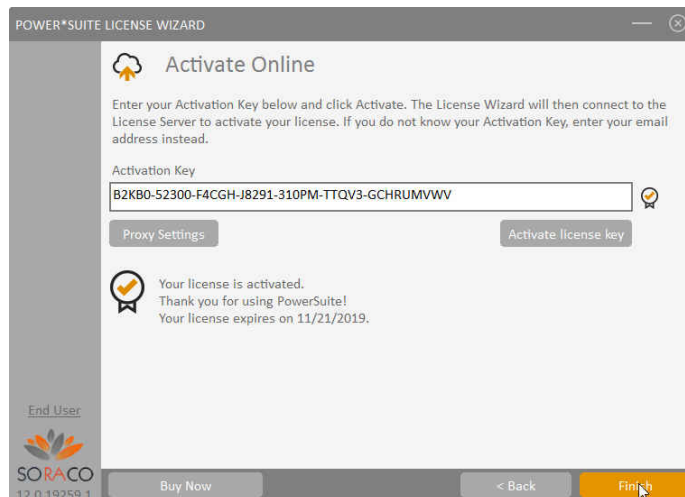 POWER*SUITE LICENSE WIZARD
Activate Online
Enter your Activation Key below and click Activate. The License Wizard will then connect to the
License Server to activate your license. If you do not know your Activation Key, enter your email
address instead.
Activation Key
B2KB0-52300-F4CGH-J8291-310PM-TTQV3-GCHRUMVWV
Proxy Settings
Activate license key
Your license is activated.
Thank you for using PowerSuite!
Your license expires on 11/21/2019.
End User
SORACO
12.0.19259.1
Buy Now
< Back
Finish